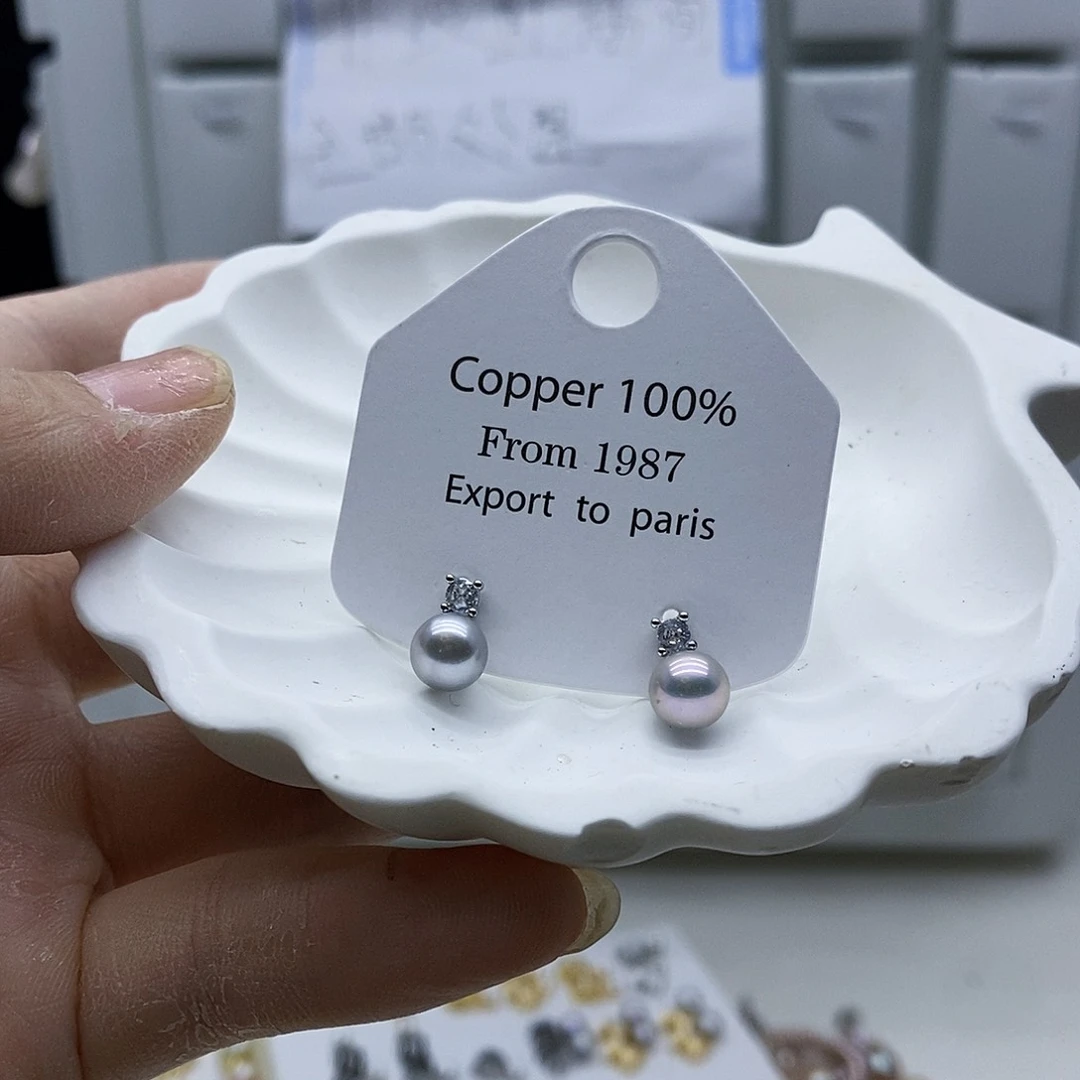 Copper 100%
From 1987
Export to paris